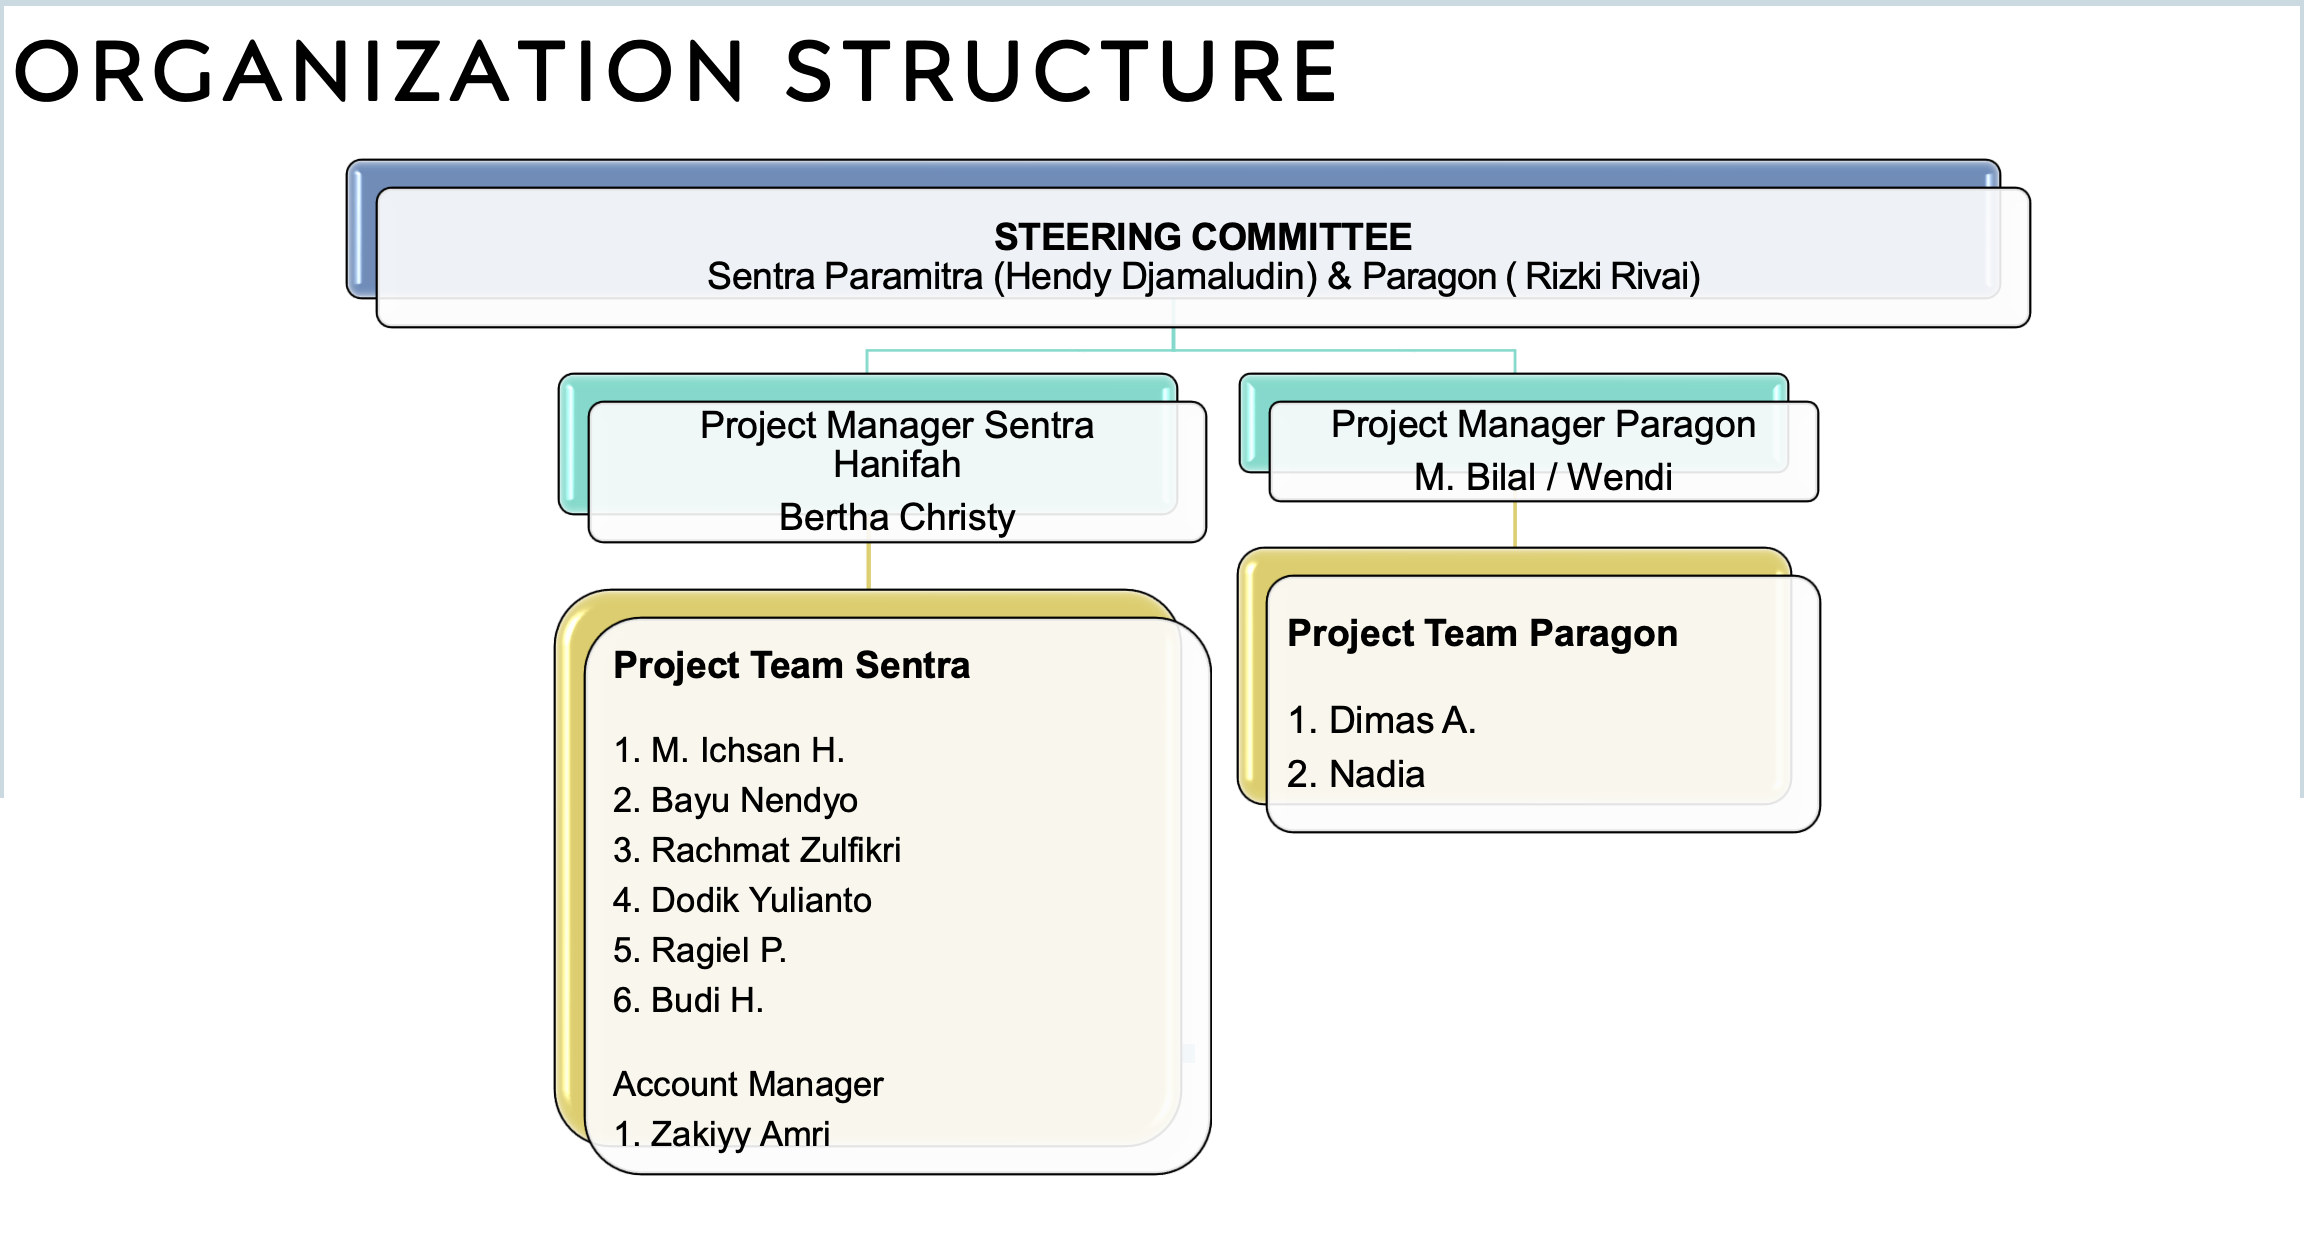 ORGANIZATION STRUCTURE
STEERING COMMITTEE
Sentra Paramitra (Hendy Djamaludin) & Paragon ( Rizki Rivai)
Project Manager Sentra
Hanifah
Bertha Christy
Project Manager Paragon
M. Bilal / Wendi
Project Team Sentra
1. M. Ichsan H.
2. Bayu Nendyo
3. Rachmat Zulfikri
4. Dodik Yulianto
5. Ragiel P.
6. Budi H.
Account Manager
1. Zakiyy Amri
Project Team Paragon
1. Dimas A.
2. Nadia